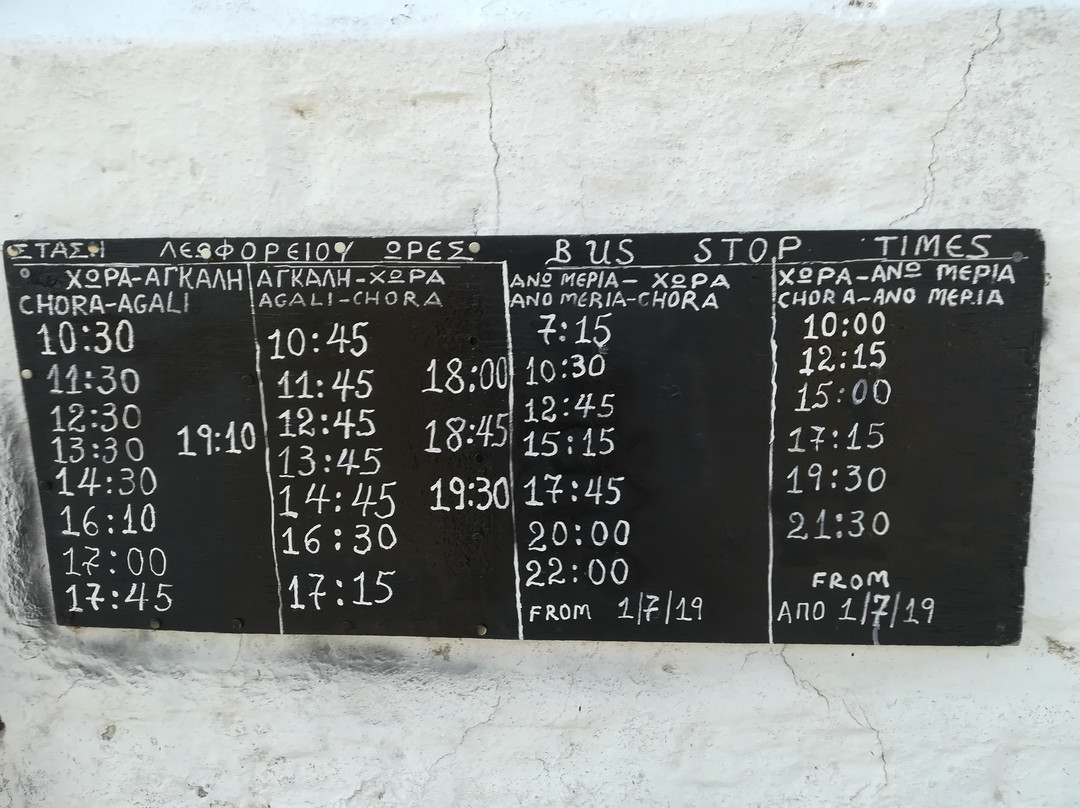 ΣΤΑΣΗ ΛΕΩΦΟΡΕΙΟΥ ΩΡΕΣ BUS STOP TIMES
ΧΩΡΑ-ΑΓΚΑΛΗ
CHORA-AGALI
10:30
11:30
12:30
13:30 19:10
14:30
16:10
17:00
17:45
ΑΓΚΑΛΗ-ΧΩΡΑ
AGALI-CHORA
10:45
11:45 18:00
12:45 18:45
13:45
14:45 19:30
16:30
17:15
ΑΝΩ ΜΕΡΙΑ-ΧΩΡΑ
ANO MERIA-CHORA
7:15
10:30
12:45
15:15
17:45
20:00
22:00
FROM 1/7/19
ΧΩΡΑ-ΑΝΩ ΜΕΡΙΑ
CHORA-ANO MERIA
10:00
12:15
15:00
17:15
19:30
21:30
FROM
ΑΠΟ 1/7/19